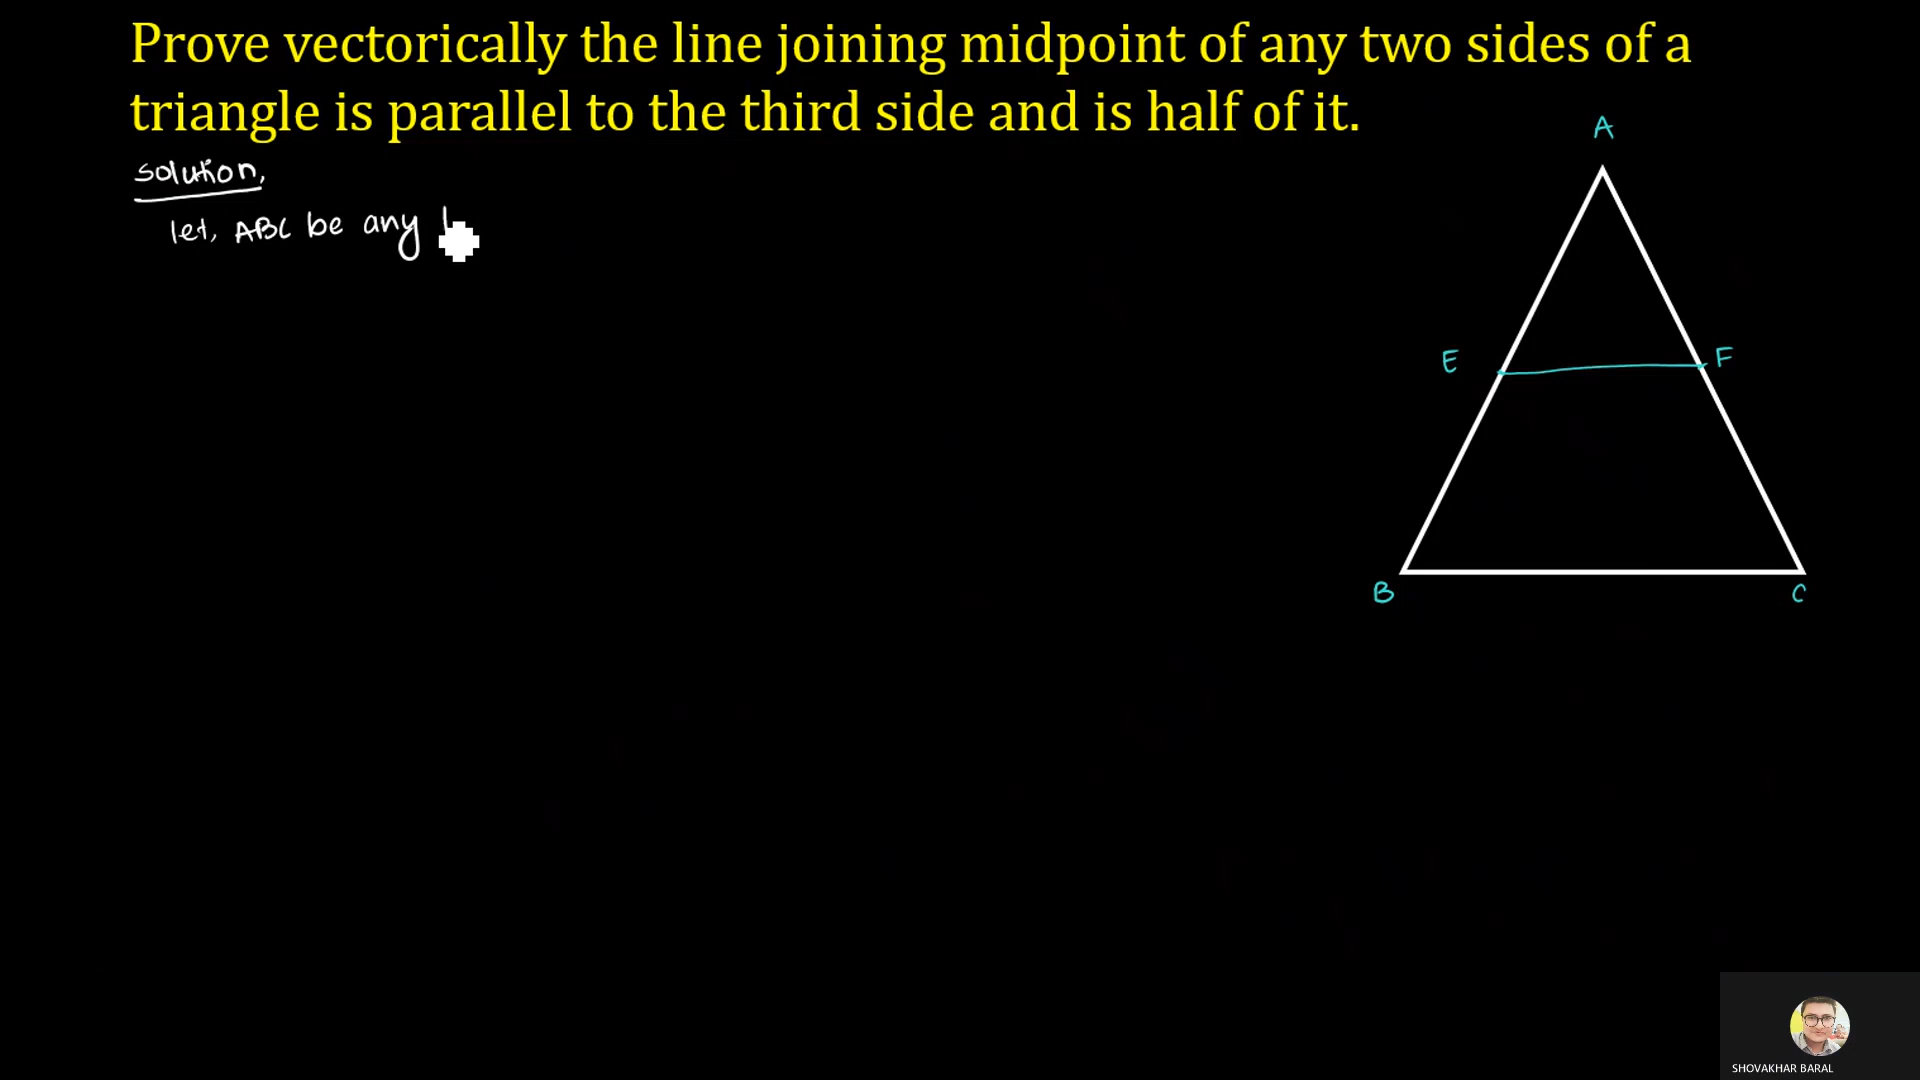 Prove vectorically the line joining midpoint of any two sides of a
triangle is parallel to the third side and is half of it.
solution,
let, ABC be any
A
E
F
B
C
SHOVAKHAR BARAL